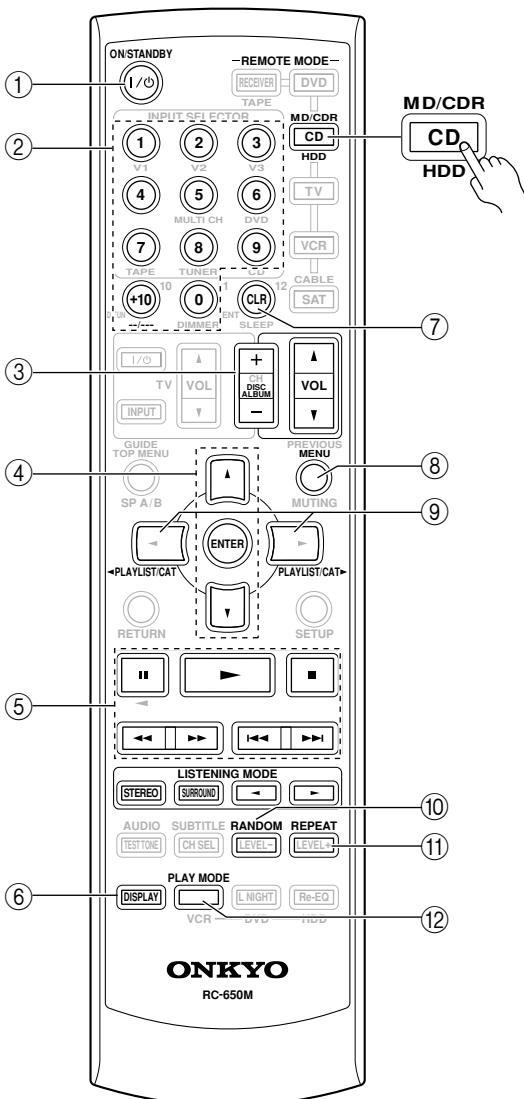 ON/STANDBY
I/⏻
REMOTE MODE
RECEIVER DVD
TAPE
INPUT SELECTOR
MD/CDR
CD
HDD
MD/CDR
CD
HDD
1 2 3
V1 V2 V3
4 5 6
MULTI CH DVD
TV
7 8 9
TAPE TUNER CD
VCR
CABLE
SAT
+10 10 0 11 CLR 12
D.TUN --/--- DIMMER ENT SLEEP
I/⏻
TV
VOL
INPUT
+
CH
DISC
ALBUM
−
VOL
GUIDE
TOP MENU
PREVIOUS
MENU
SP A/B
MUTING
ENTER
◄PLAYLIST/CAT PLAYLIST/CAT►
RETURN SETUP
LISTENING MODE
STEREO SURROUND
AUDIO SUBTITLE RANDOM REPEAT
TEST TONE CH SEL LEVEL− LEVEL+
PLAY MODE
DISPLAY L NIGHT Re-EQ
VCR DVD HDD
ONKYO
RC-650M
①
②
③
④
⑤
⑥
⑦
⑧
⑨
⑩
⑪
⑫